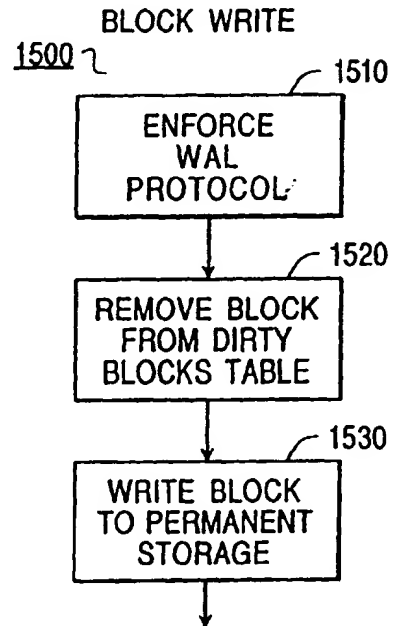 BLOCK WRITE
1500
1510
ENFORCE
WAL
PROTOCOL
1520
REMOVE BLOCK
FROM DIRTY
BLOCKS TABLE
1530
WRITE BLOCK
TO PERMANENT
STORAGE